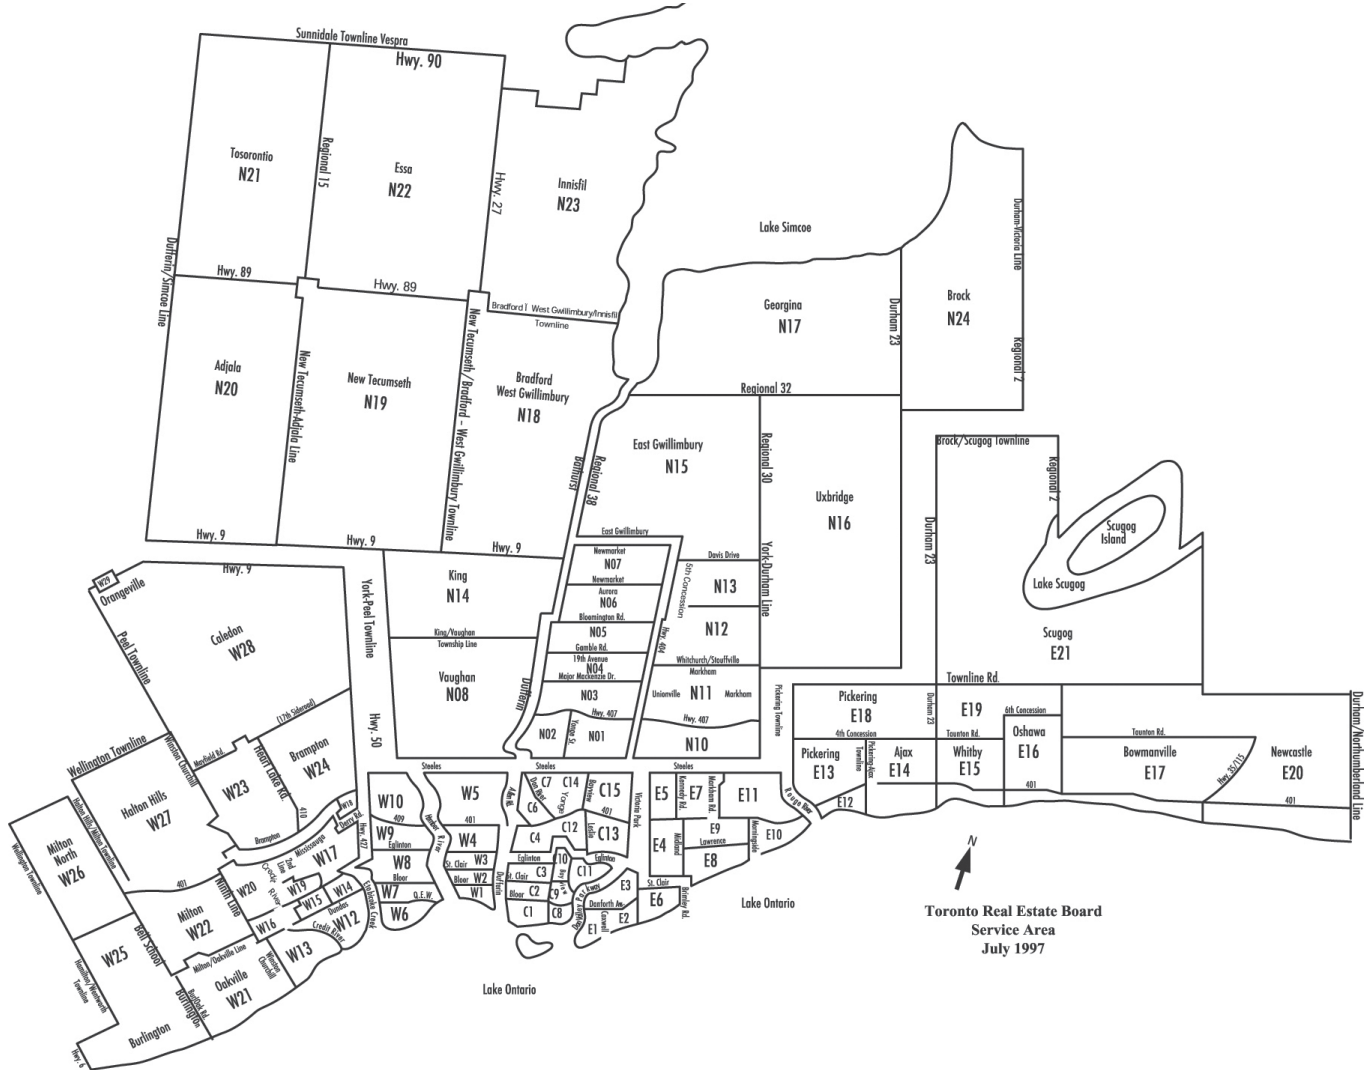 Sunnidale Townline Vespra
Hwy. 90
Tosorontio
N21
Regional 15
Essa
N22
Hwy. 27
Innisfil
N23
Dufferin/Simcoe Line
Hwy. 89
Hwy. 89
Bradford West Gwillimbury/Innisfil
Townline
Lake Simcoe
Georgina
N17
Durham 23
Brock
N24
Durham-Victoria Line
Regional 2
Adjala
N20
New Tecumseth-Adjala Line
New Tecumseth
N19
New Tecumseth/Bradford – West Gwillimbury Townline
Bradford
West Gwillimbury
N18
Regional 32
Bathurst
Regional 38
East Gwillimbury
N15
Regional 30
York-Durham Line
Uxbridge
N16
Brock/Scugog Townline
Regional 2
Durham 23
Scugog
Island
Lake Scugog
Scugog
E21
Hwy. 9
Hwy. 9
Hwy. 9
East Gwillimbury
Newmarket
N07
Newmarket
Aurora
N06
Bloomington Rd.
N05
Gamble Rd.
19th Avenue
N04
Major Mackenzie Dr.
N03
Hwy. 407
N02
Yonge St.
N01
5th Concession
Hwy. 404
Davis Drive
N13
N12
Whitchurch/Stouffville
Markham
Unionville
N11
Markham
Hwy. 407
N10
King
N14
King/Vaughan
Township Line
Vaughan
N08
Dufferin
York-Peel Townline
Hwy. 50
Hwy. 9
W29
Orangeville
Peel Townline
Caledon
W28
(17th Sideroad)
Wellington Townline
Winston Churchill
Mayfield Rd.
Heart Lake Rd.
Brampton
W24
W23
410
Brampton
W18
Derry Rd.
Hwy. 427
Halton Hills
W27
Halton Hills/Milton Townline
Milton
North
W26
Wellington Townline
401
Milton
W22
Ninth Line
W20
Credit River
2nd Line
Mississauga
W17
W19
W15
W14
Dundas
W16
Credit River
W12
Etobicoke Creek
W13
Winston Churchill
Bell School
Milton/Oakville Line
Oakville
W21
W25
Hamilton/Wentworth
Townline
Burl/Oak Rd.
Burlington
Burlington
Hwy. 6
Steeles
Steeles
Steeles
W10
409
W9
Eglinton
W8
Bloor
W7
Q.E.W.
W6
Humber River
W5
Allen Rd.
401
W4
St. Clair
W3
Bloor
W2
W1
Dufferin
C7
Don River
C6
C14
Yonge
Bayview
C15
401
C4
C12
Leslie
C13
Victoria Park
Eglinton
C10
Eglinton
C3
St. Clair
Bayview
C11
Bloor
C2
C9
C1
C8
Don Valley Parkway
E3
Danforth Av.
Coxwell
E1
E2
E5
Kennedy Rd.
E7
Markham Rd.
E11
Rouge River
E4
Midland
E9
Lawrence
E8
Morningside
E10
St. Clair
E6
Brimley Rd.
Pickering Townline
Townline Rd.
Pickering
E18
4th Concession
Durham 23
E19
Taunton Rd.
6th Concession
Oshawa
E16
Pickering
E13
Townline
Pickering-Ajax
Ajax
E14
Whitby
E15
E12
401
Taunton Rd.
Bowmanville
E17
Hwy. 35/115
Newcastle
E20
401
Durham/Northumberland Line
N
Lake Ontario
Lake Ontario
Toronto Real Estate Board
Service Area
July 1997